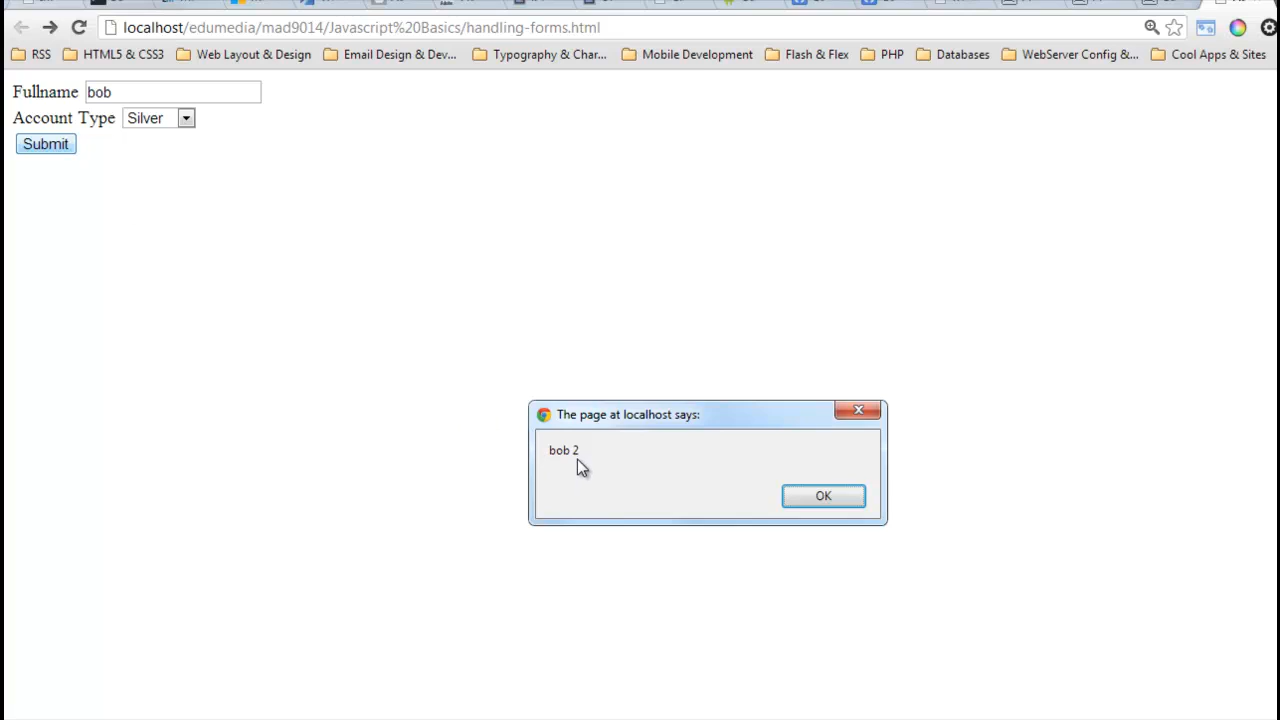 localhost/edumedia/mad9014/Javascript%20Basics/handling-forms.html
RSS HTML5 & CSS3 Web Layout & Design Email Design & Dev... Typography & Char... Mobile Development Flash & Flex PHP Databases WebServer Config &... Cool Apps & Sites
Fullname bob
Account Type Silver
Submit
The page at localhost says:
bob 2
OK